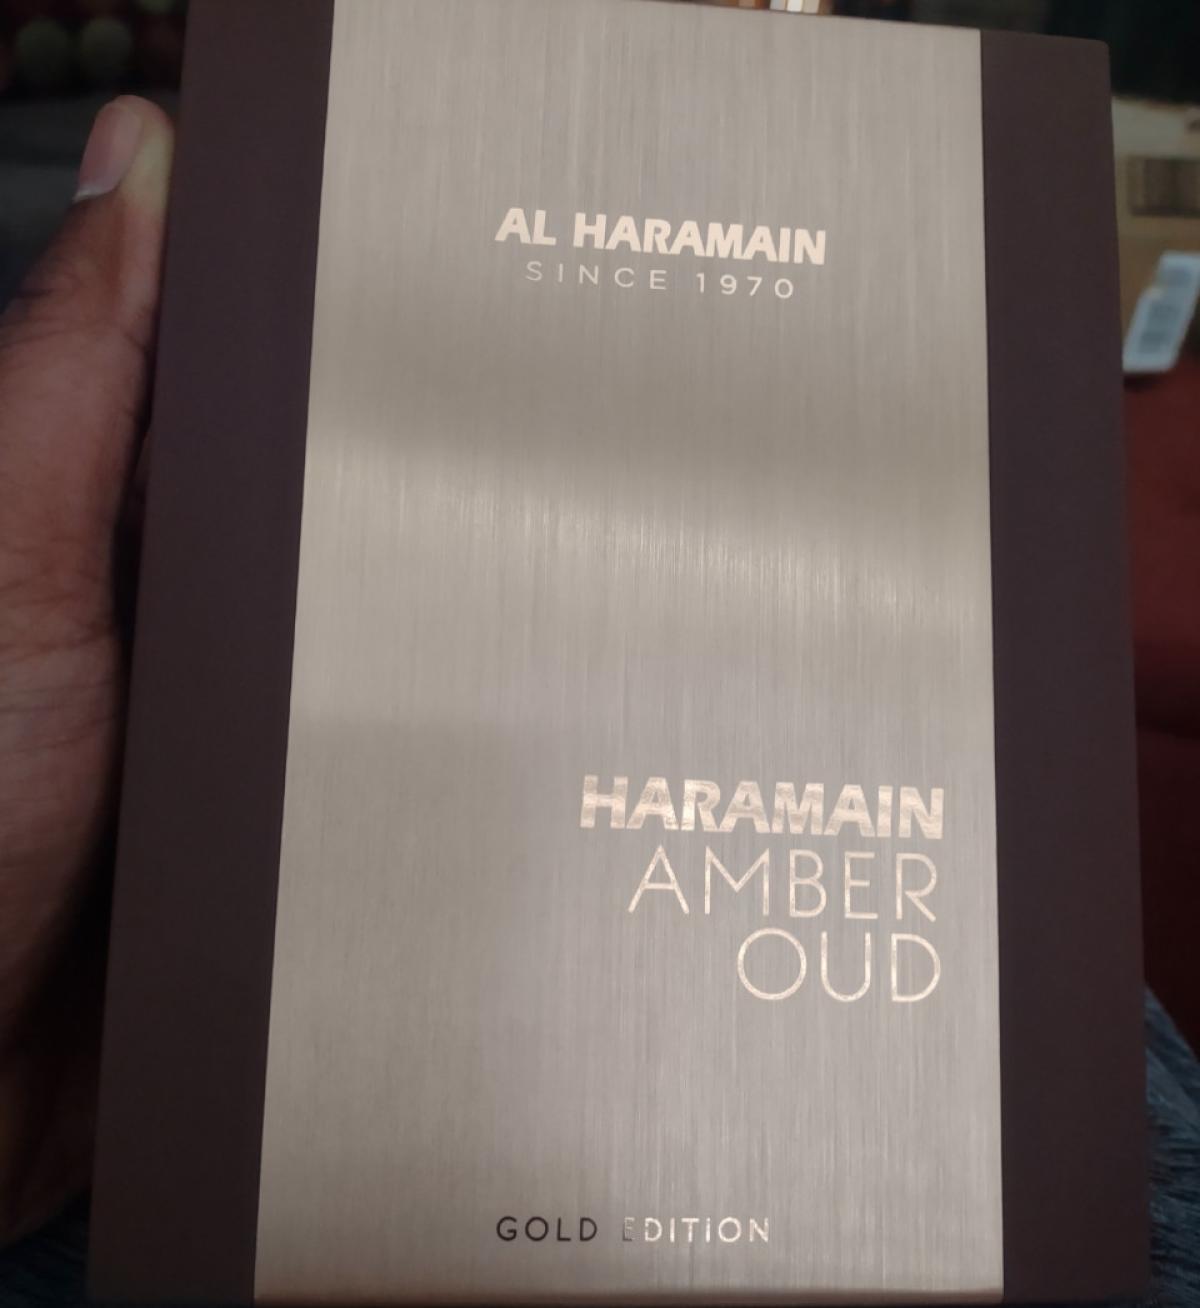 AL HARAMAIN
SINCE 1970
HARAMAIN
AMBER
OUD
GOLD EDITION